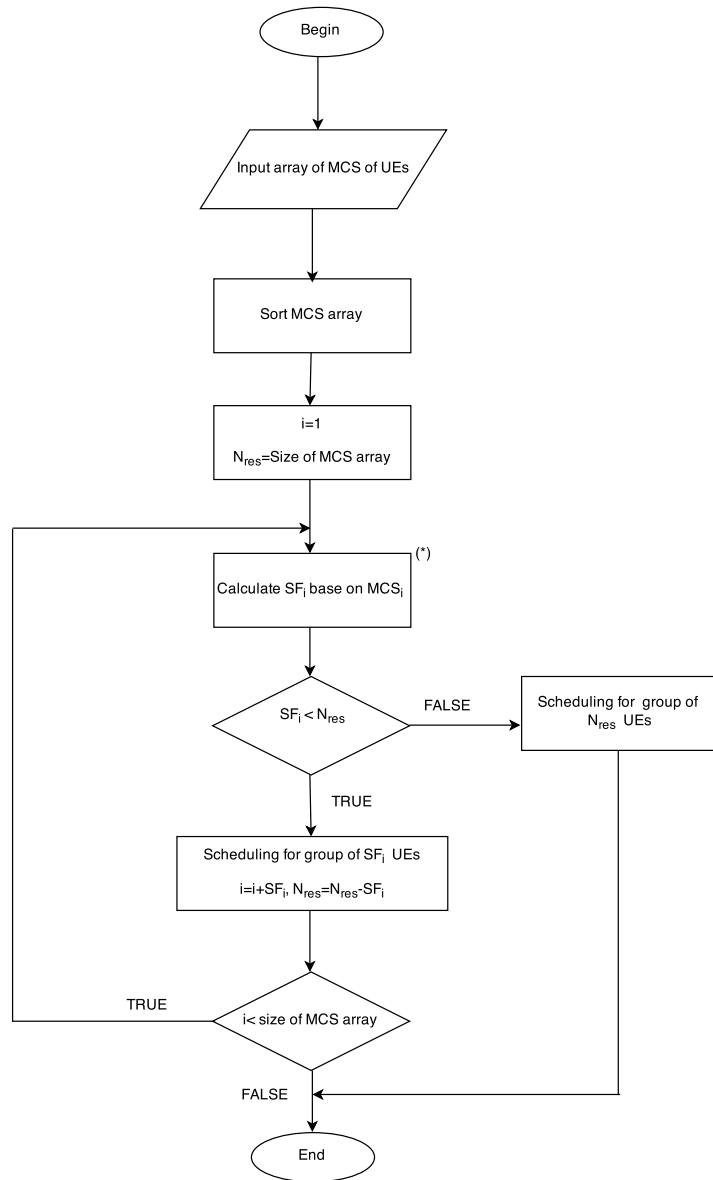 Begin
Input array of MCS of UEs
Sort MCS array
i=1
Nres=Size of MCS array
(*)
Calculate SFi base on MCSi
SFi < Nres
FALSE
Scheduling for group of
Nres UEs
TRUE
Scheduling for group of SFi UEs
i=i+SFi, Nres=Nres-SFi
TRUE
i< size of MCS array
FALSE
End